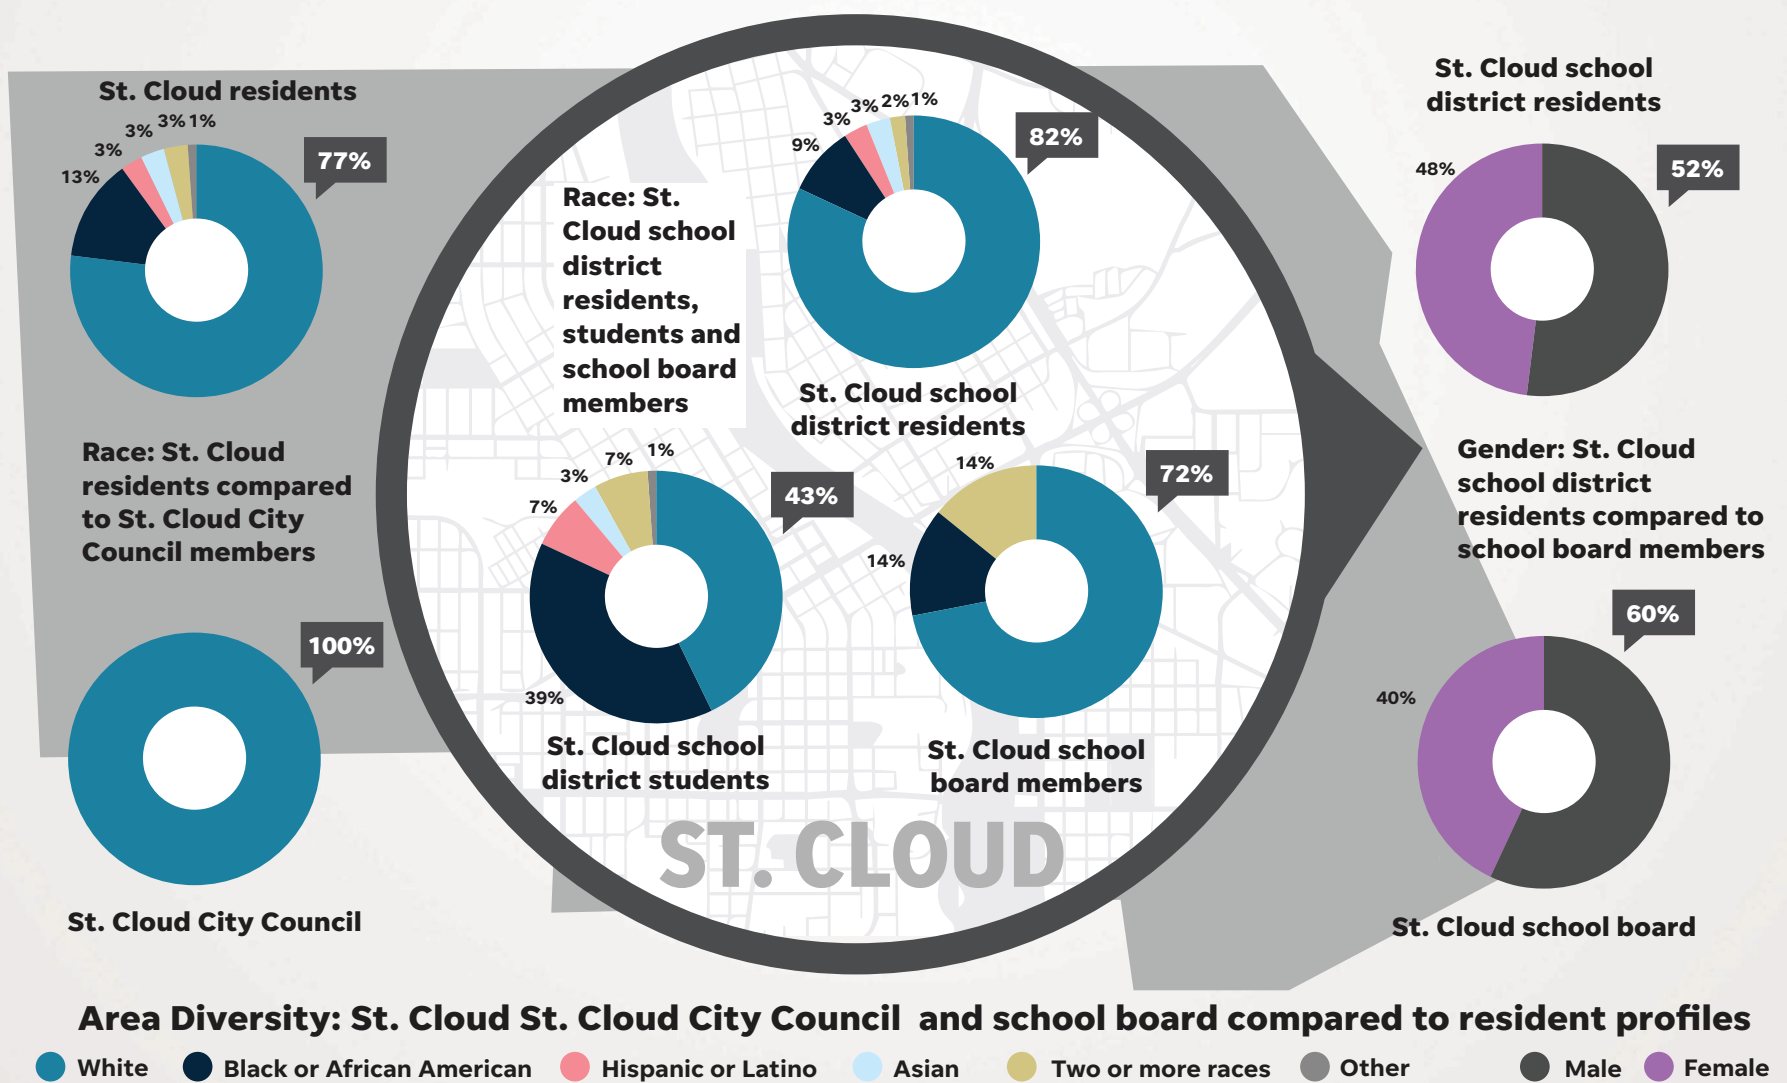 St. Cloud residents
13%
3%
3%
3%
1%
77%
Race: St. Cloud
residents compared
to St. Cloud City
Council members
100%
St. Cloud City Council
Race: St.
Cloud school
district
residents,
students and
school board
members
9%
3%
3%
2%
1%
82%
St. Cloud school
district residents
39%
7%
3%
7%
1%
43%
St. Cloud school
district students
14%
14%
72%
St. Cloud school
board members
ST. CLOUD
St. Cloud school
district residents
48%
52%
Gender: St. Cloud
school district
residents compared to
school board members
60%
40%
St. Cloud school board
Area Diversity: St. Cloud St. Cloud City Council and school board compared to resident profiles
White
Black or African American
Hispanic or Latino
Asian
Two or more races
Other
Male
Female